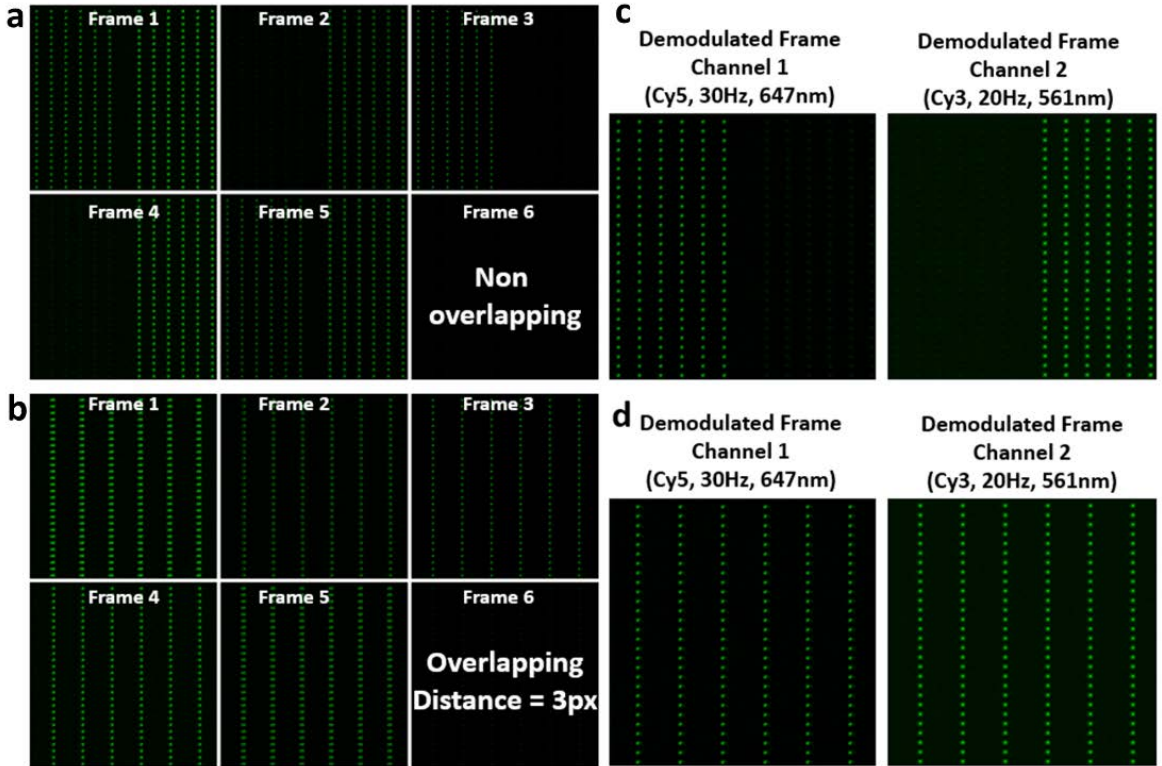 a
Frame 1
Frame 2
Frame 3
Frame 4
Frame 5
Frame 6
Non
overlapping
b
Frame 1
Frame 2
Frame 3
Frame 4
Frame 5
Frame 6
Overlapping
Distance = 3px
c
Demodulated Frame
Channel 1
(Cy5, 30Hz, 647nm)
Demodulated Frame
Channel 2
(Cy3, 20Hz, 561nm)
d
Demodulated Frame
Channel 1
(Cy5, 30Hz, 647nm)
Demodulated Frame
Channel 2
(Cy3, 20Hz, 561nm)